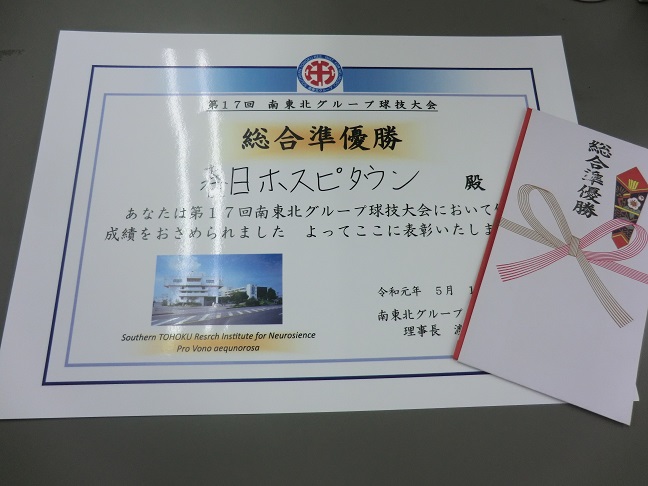 第17回 南東北グループ球技大会
総合準優勝
春日ホスピタウン 殿
あなたは第17回南東北グループ球技大会において
成績をおさめられました よってここに表彰いたしま
令和元年 5月 1
南東北グループ
理事長
Southern TOHOKU Resrch Institute for Neurosience
Pro Vono aequnorosa
総合準優勝